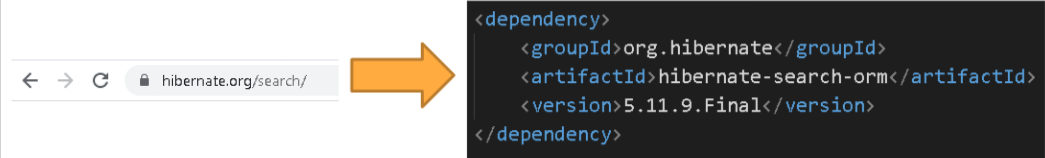 hibernate.org/search/
<dependency>
<groupId>org.hibernate</groupId>
<artifactId>hibernate-search-orm</artifactId>
<version>5.11.9.Final</version>
</dependency>